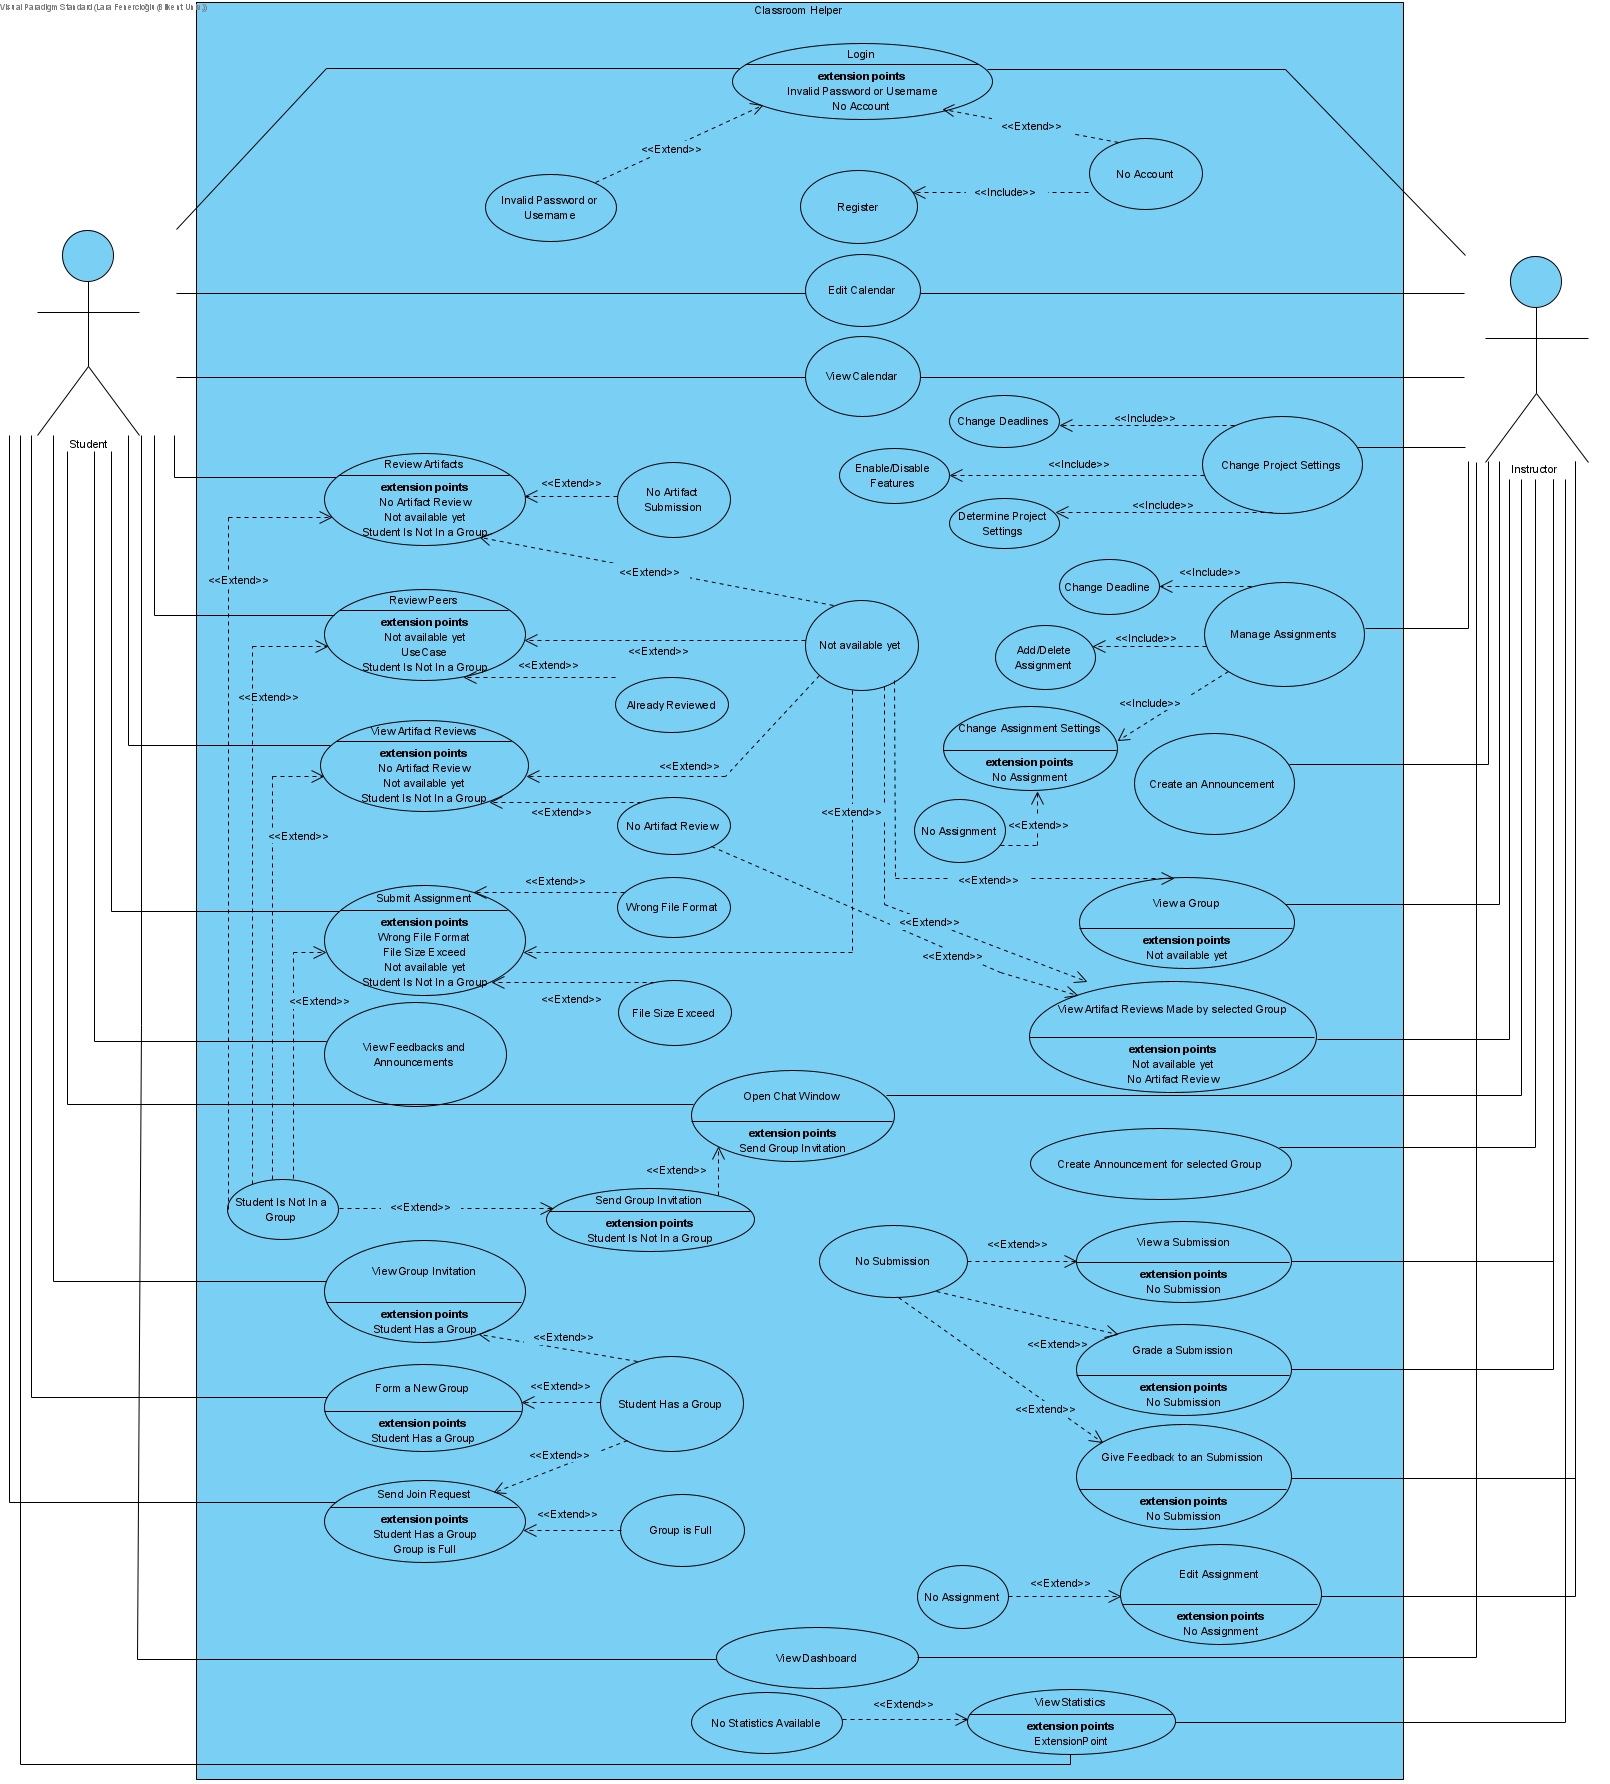 Visual Paradigm Standard (Lara Fenercioğlu (Bilkent Univ.))
Classroom Helper
Login
extension points
Invalid Password or Username
No Account
<<Extend>>
<<Extend>>
No Account
Invalid Password or
Username
Register
<<Include>>
Edit Calendar
View Calendar
Student
Instructor
Change Deadlines
<<Include>>
Enable/Disable
Features
<<Include>>
Change Project Settings
Determine Project
Settings
<<Include>>
Review Artifacts
extension points
No Artifact Review
Not available yet
Student Is Not In a Group
<<Extend>>
No Artifact
Submission
<<Extend>>
<<Extend>>
Change Deadline
<<Include>>
Manage Assignments
Add/Delete
Assignment
<<Include>>
<<Include>>
Review Peers
extension points
Not available yet
UseCase
Student Is Not In a Group
<<Extend>>
<<Extend>>
Not available yet
Already Reviewed
<<Extend>>
Change Assignment Settings
extension points
No Assignment
Create an Announcement
View Artifact Reviews
extension points
No Artifact Review
Not available yet
Student Is Not In a Group
<<Extend>>
<<Extend>>
No Artifact Review
<<Extend>>
<<Extend>>
No Assignment
<<Extend>>
<<Extend>>
Submit Assignment
extension points
Wrong File Format
File Size Exceed
Not available yet
Student Is Not In a Group
<<Extend>>
Wrong File Format
<<Extend>>
<<Extend>>
View a Group
extension points
Not available yet
<<Extend>>
<<Extend>>
File Size Exceed
View Artifact Reviews Made by selected Group
extension points
Not available yet
No Artifact Review
View Feedbacks and
Announcements
Open Chat Window
extension points
Send Group Invitation
<<Extend>>
Create Announcement for selected Group
Student Is Not In a
Group
<<Extend>>
Send Group Invitation
extension points
Student Is Not In a Group
No Submission
<<Extend>>
View a Submission
extension points
No Submission
View Group Invitation
extension points
Student Has a Group
<<Extend>>
<<Extend>>
Grade a Submission
extension points
No Submission
Form a New Group
extension points
Student Has a Group
<<Extend>>
Student Has a Group
<<Extend>>
<<Extend>>
Give Feedback to an Submission
extension points
No Submission
Send Join Request
extension points
Student Has a Group
Group is Full
<<Extend>>
Group is Full
No Assignment
<<Extend>>
Edit Assignment
extension points
No Assignment
View Dashboard
No Statistics Available
<<Extend>>
View Statistics
extension points
ExtensionPoint